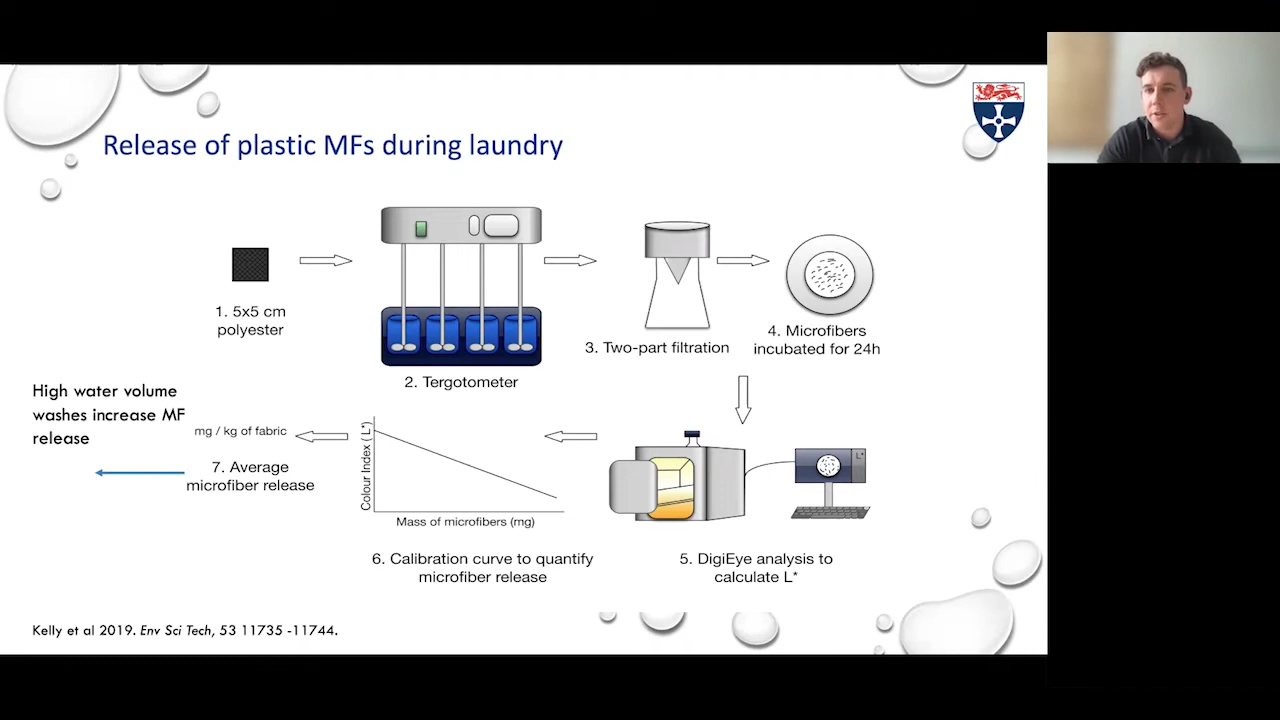 Release of plastic MFs during laundry
1. 5x5 cm
polyester
2. Tergotometer
3. Two-part filtration
4. Microfibers
incubated for 24h
L*
5. DigiEye analysis to
calculate L*
Colour Index (L*)
Mass of microfibers (mg)
6. Calibration curve to quantify
microfiber release
mg / kg of fabric
7. Average
microfiber release
High water volume
washes increase MF
release
Kelly et al 2019. Env Sci Tech, 53 11735 -11744.